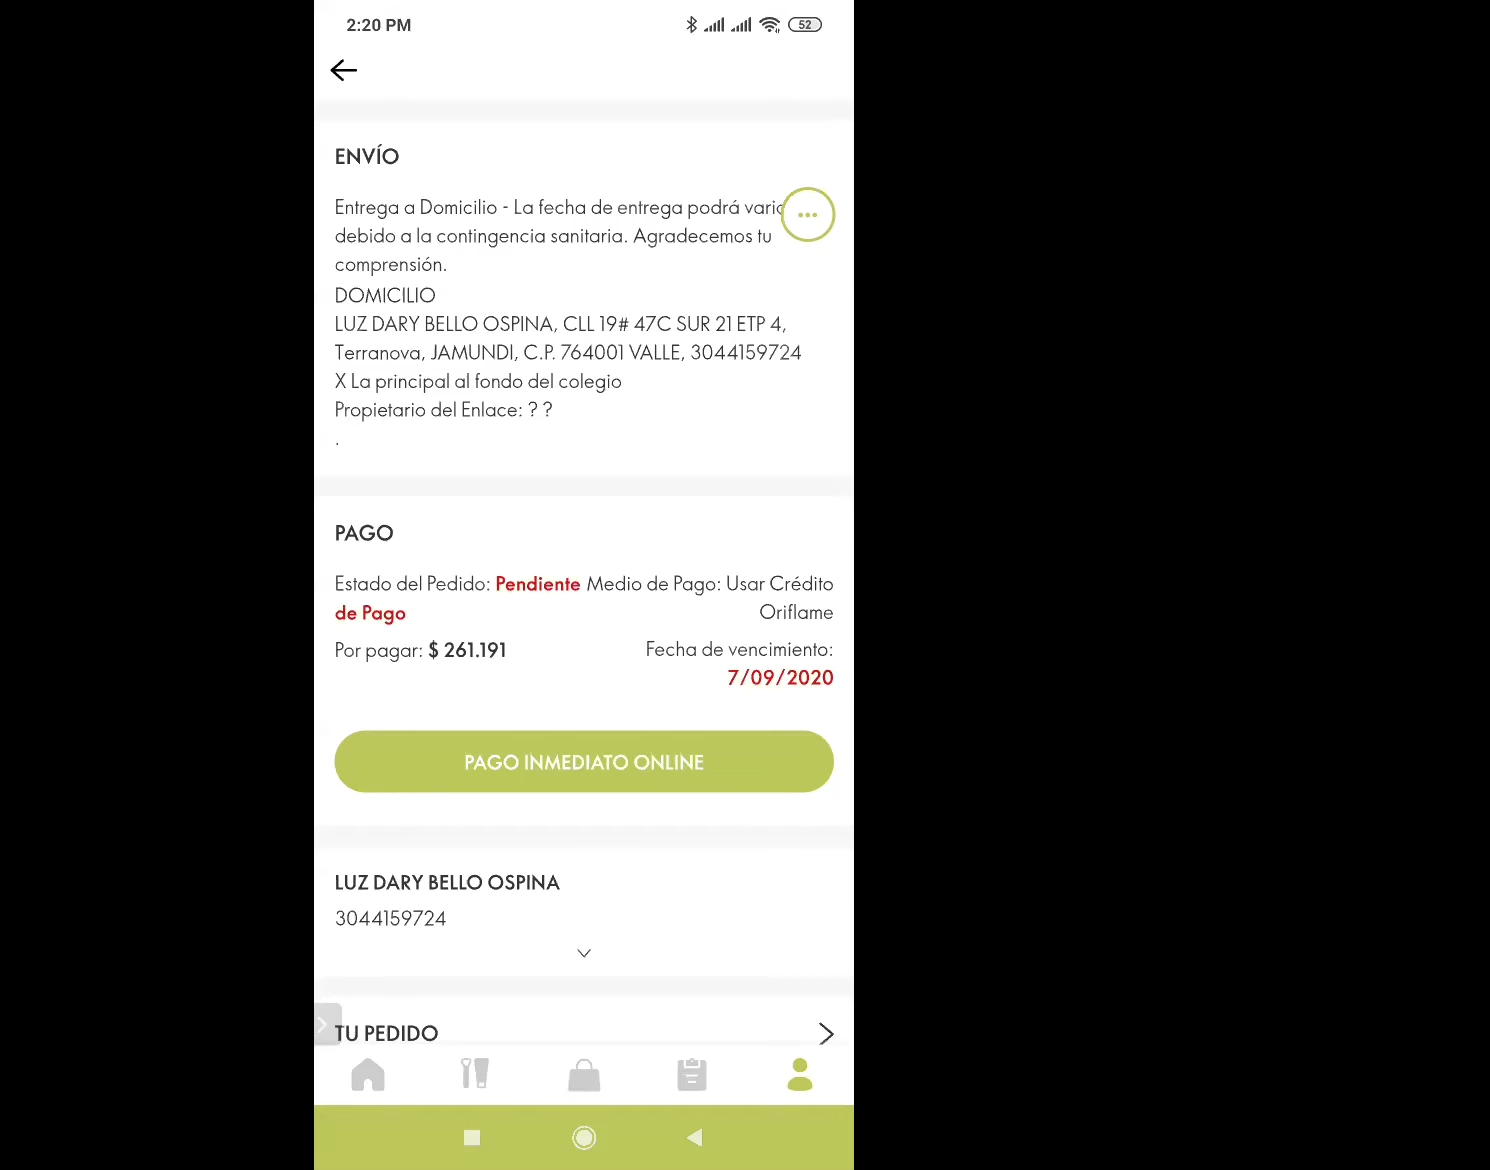 2:20 PM
52
ENVÍO
Entrega a Domicilio - La fecha de entrega podrá
debido a la contingencia sanitaria. Agradecemos tu
comprensión.
DOMICILIO
LUZ DARY BELLO OSPINA, CLL 19# 47C SUR 21 ETP 4,
Terranova, JAMUNDI, C.P. 764001 VALLE, 3044159724
X La principal al fondo del colegio
Propietario del Enlace: ? ?
.
PAGO
Estado del Pedido: Pendiente Medio de Pago: Usar Crédito
de Pago Oriflame
Por pagar: $ 261.191 Fecha de vencimiento:
7/09/2020
PAGO INMEDIATO ONLINE
LUZ DARY BELLO OSPINA
3044159724
TU PEDIDO